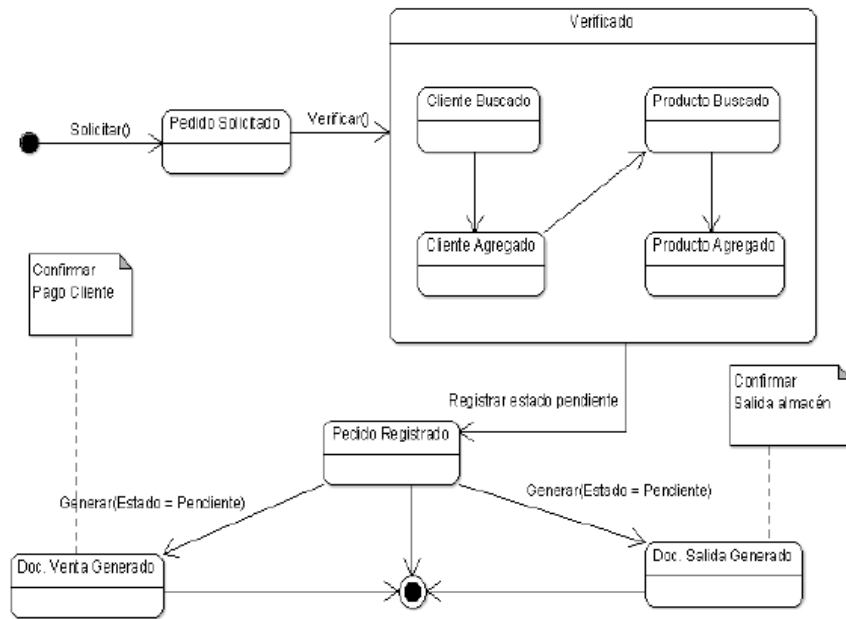 Verificado
Cliente Buscado
Producto Buscado
Solicitar()
Pedido Solicitado
Verificar()
Cliente Agregado
Producto Agregado
Confirmar
Pago Cliente
Confirmar
Salida almacén
Registrar estado pendiente
Pedido Registrado
Generar(Estado = Pendiente)
Generar(Estado = Pendiente)
Doc. Venta Generado
Doc. Salida Generado